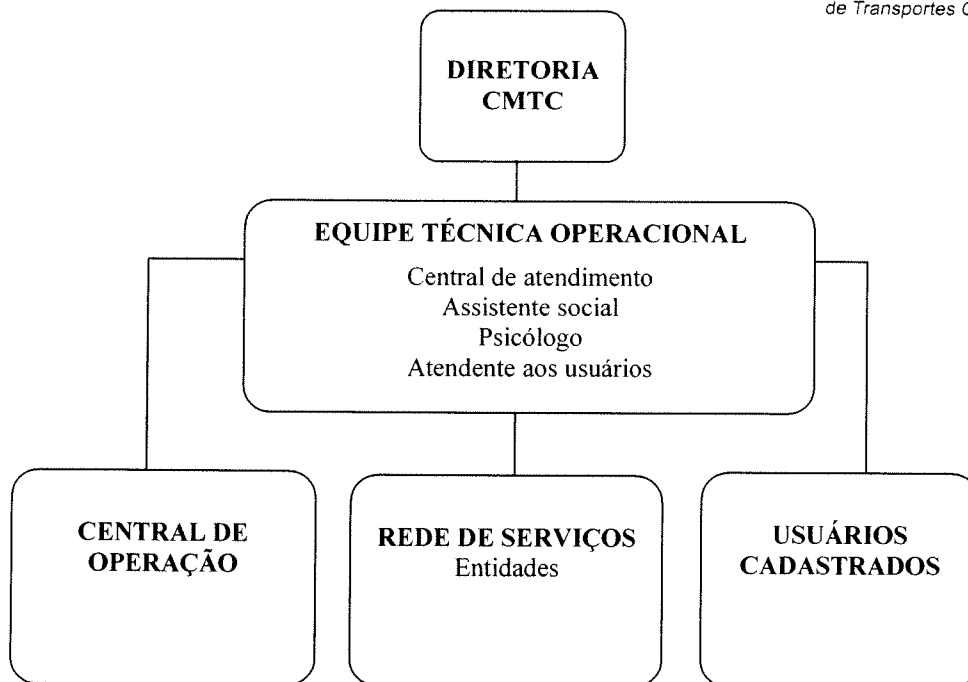 de Transportes C
DIRETORIA
CMTC
EQUIPE TÉCNICA OPERACIONAL
Central de atendimento
Assistente social
Psicólogo
Atendente aos usuários
CENTRAL DE
OPERAÇÃO
REDE DE SERVIÇOS
Entidades
USUÁRIOS
CADASTRADOS